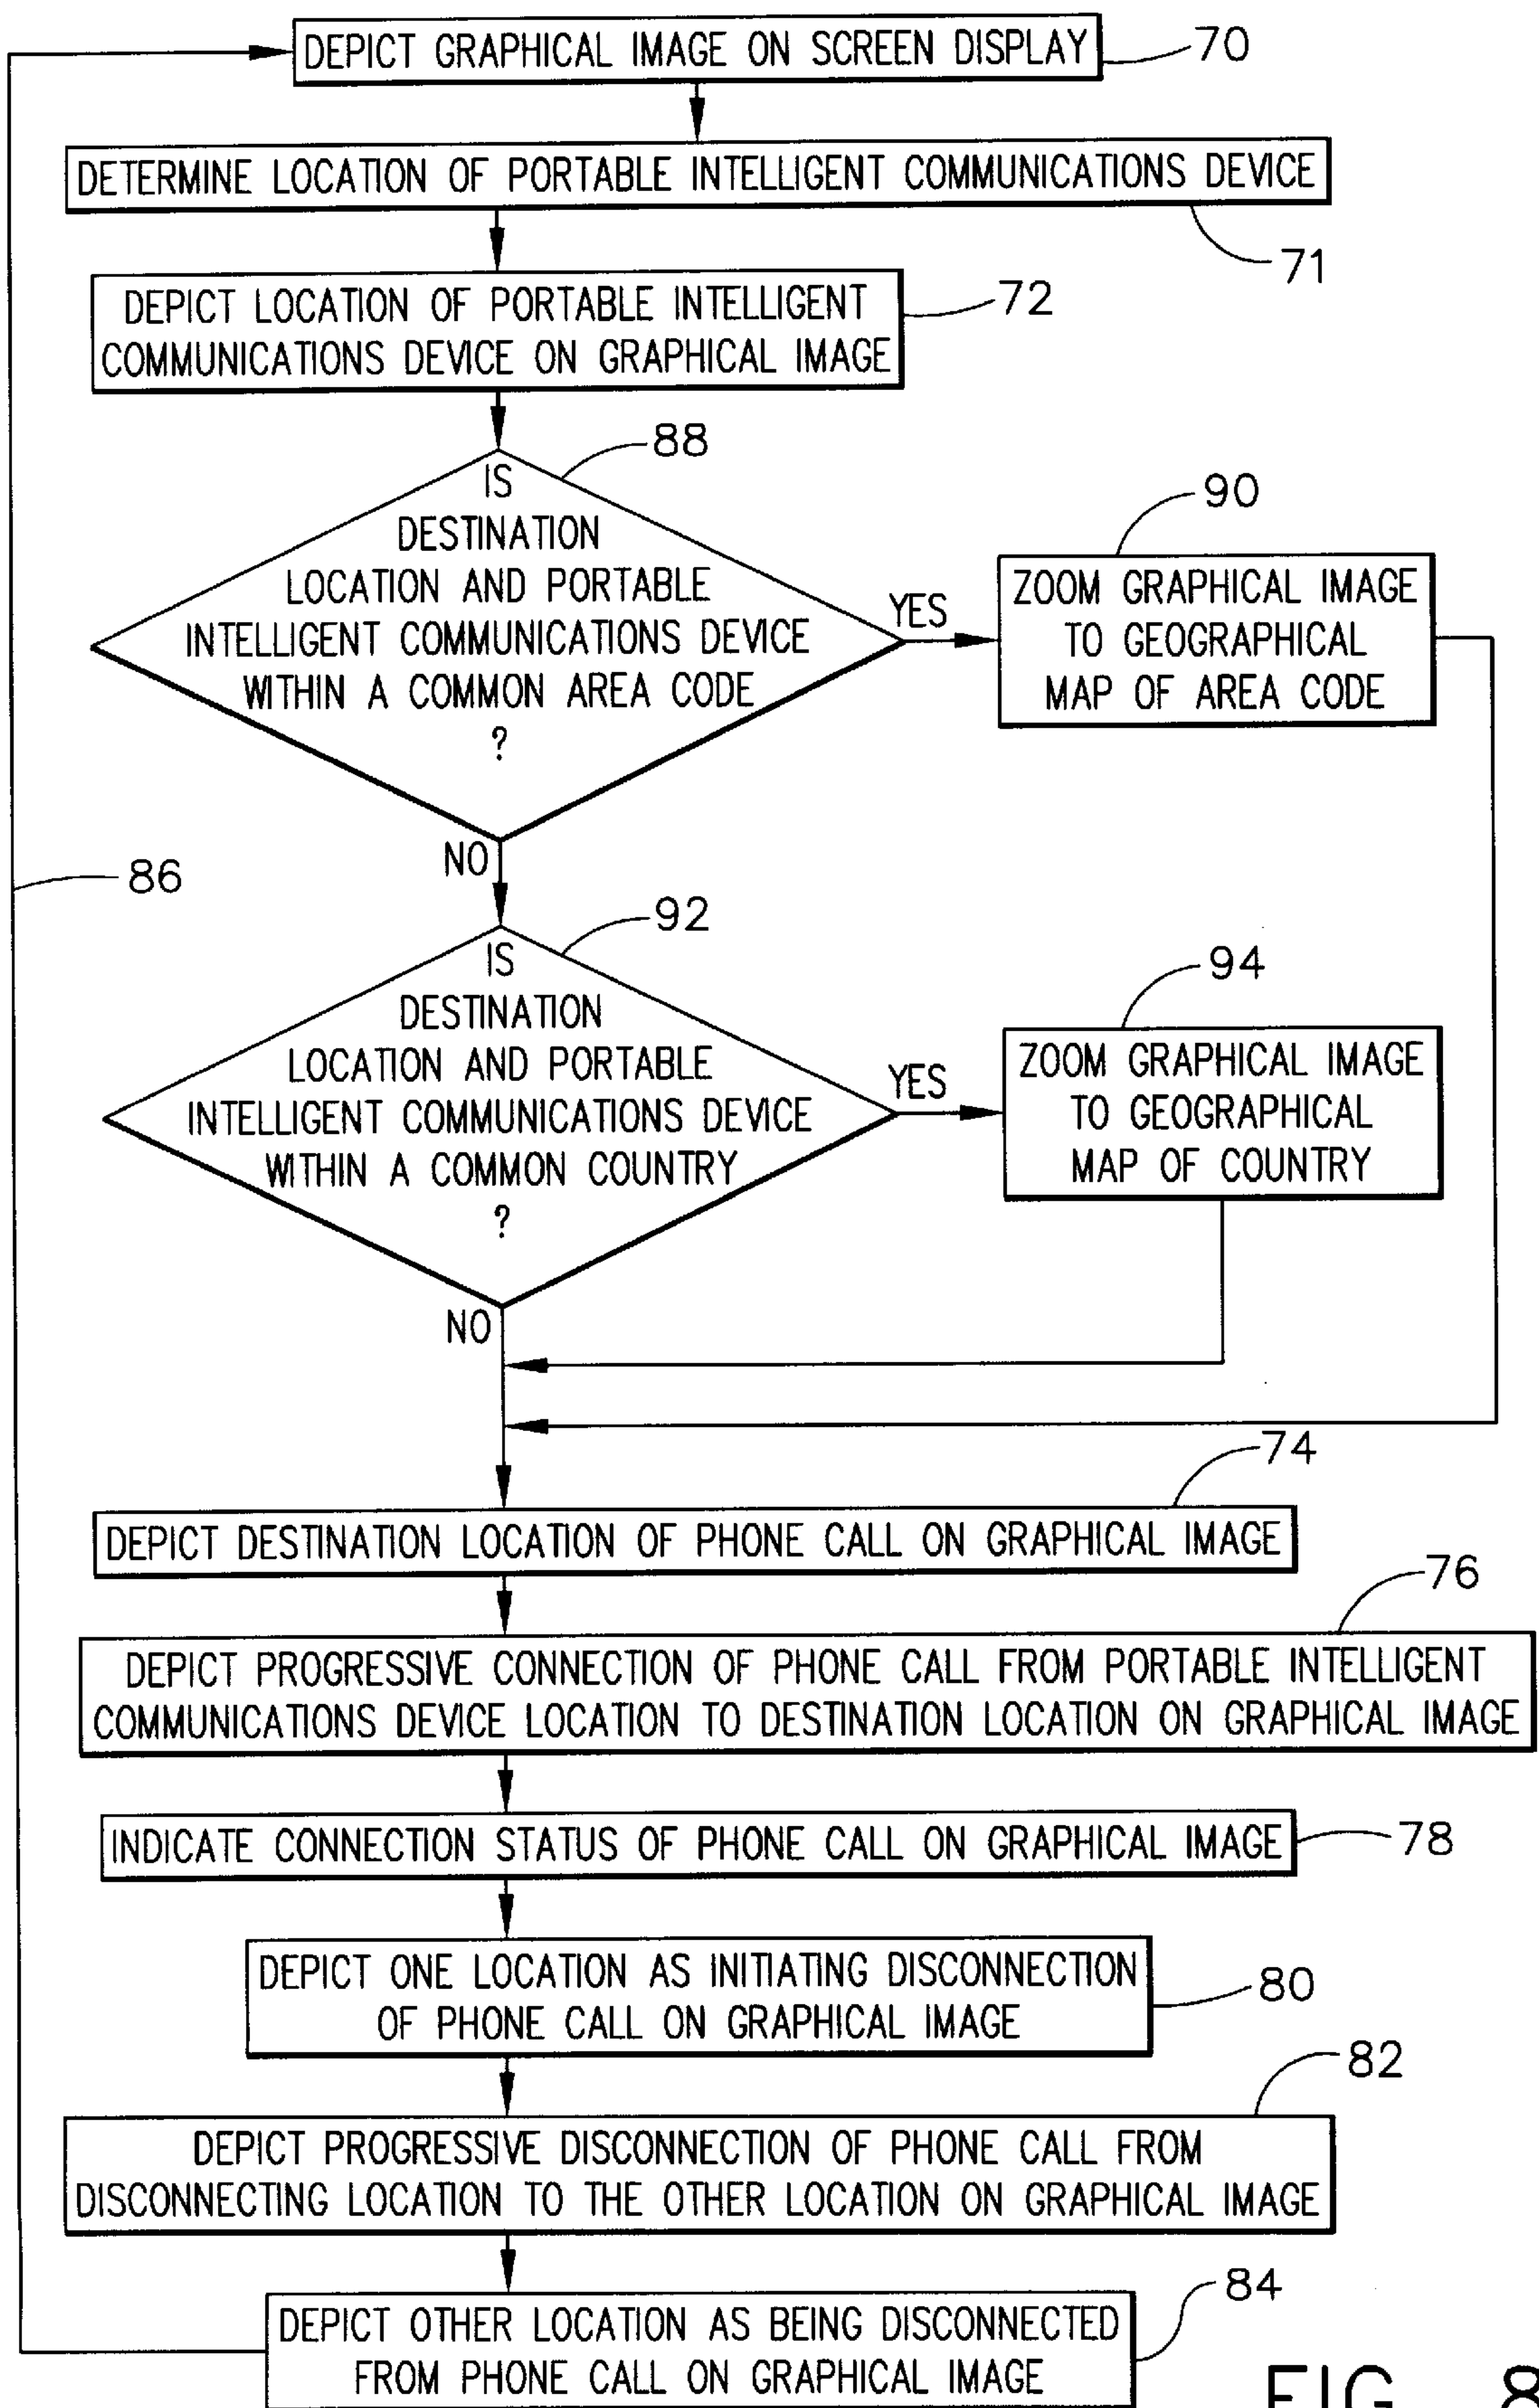 DEPICT GRAPHICAL IMAGE ON SCREEN DISPLAY
70
DETERMINE LOCATION OF PORTABLE INTELLIGENT COMMUNICATIONS DEVICE
71
DEPICT LOCATION OF PORTABLE INTELLIGENT
COMMUNICATIONS DEVICE ON GRAPHICAL IMAGE
72
88
IS
DESTINATION
LOCATION AND PORTABLE
INTELLIGENT COMMUNICATIONS DEVICE
WITHIN A COMMON AREA CODE
?
YES
90
ZOOM GRAPHICAL IMAGE
TO GEOGRAPHICAL
MAP OF AREA CODE
NO
86
92
IS
DESTINATION
LOCATION AND PORTABLE
INTELLIGENT COMMUNICATIONS DEVICE
WITHIN A COMMON COUNTRY
?
YES
94
ZOOM GRAPHICAL IMAGE
TO GEOGRAPHICAL
MAP OF COUNTRY
NO
74
DEPICT DESTINATION LOCATION OF PHONE CALL ON GRAPHICAL IMAGE
76
DEPICT PROGRESSIVE CONNECTION OF PHONE CALL FROM PORTABLE INTELLIGENT
COMMUNICATIONS DEVICE LOCATION TO DESTINATION LOCATION ON GRAPHICAL IMAGE
INDICATE CONNECTION STATUS OF PHONE CALL ON GRAPHICAL IMAGE
78
DEPICT ONE LOCATION AS INITIATING DISCONNECTION
OF PHONE CALL ON GRAPHICAL IMAGE
80
82
DEPICT PROGRESSIVE DISCONNECTION OF PHONE CALL FROM
DISCONNECTING LOCATION TO THE OTHER LOCATION ON GRAPHICAL IMAGE
84
DEPICT OTHER LOCATION AS BEING DISCONNECTED
FROM PHONE CALL ON GRAPHICAL IMAGE
FIG. 8